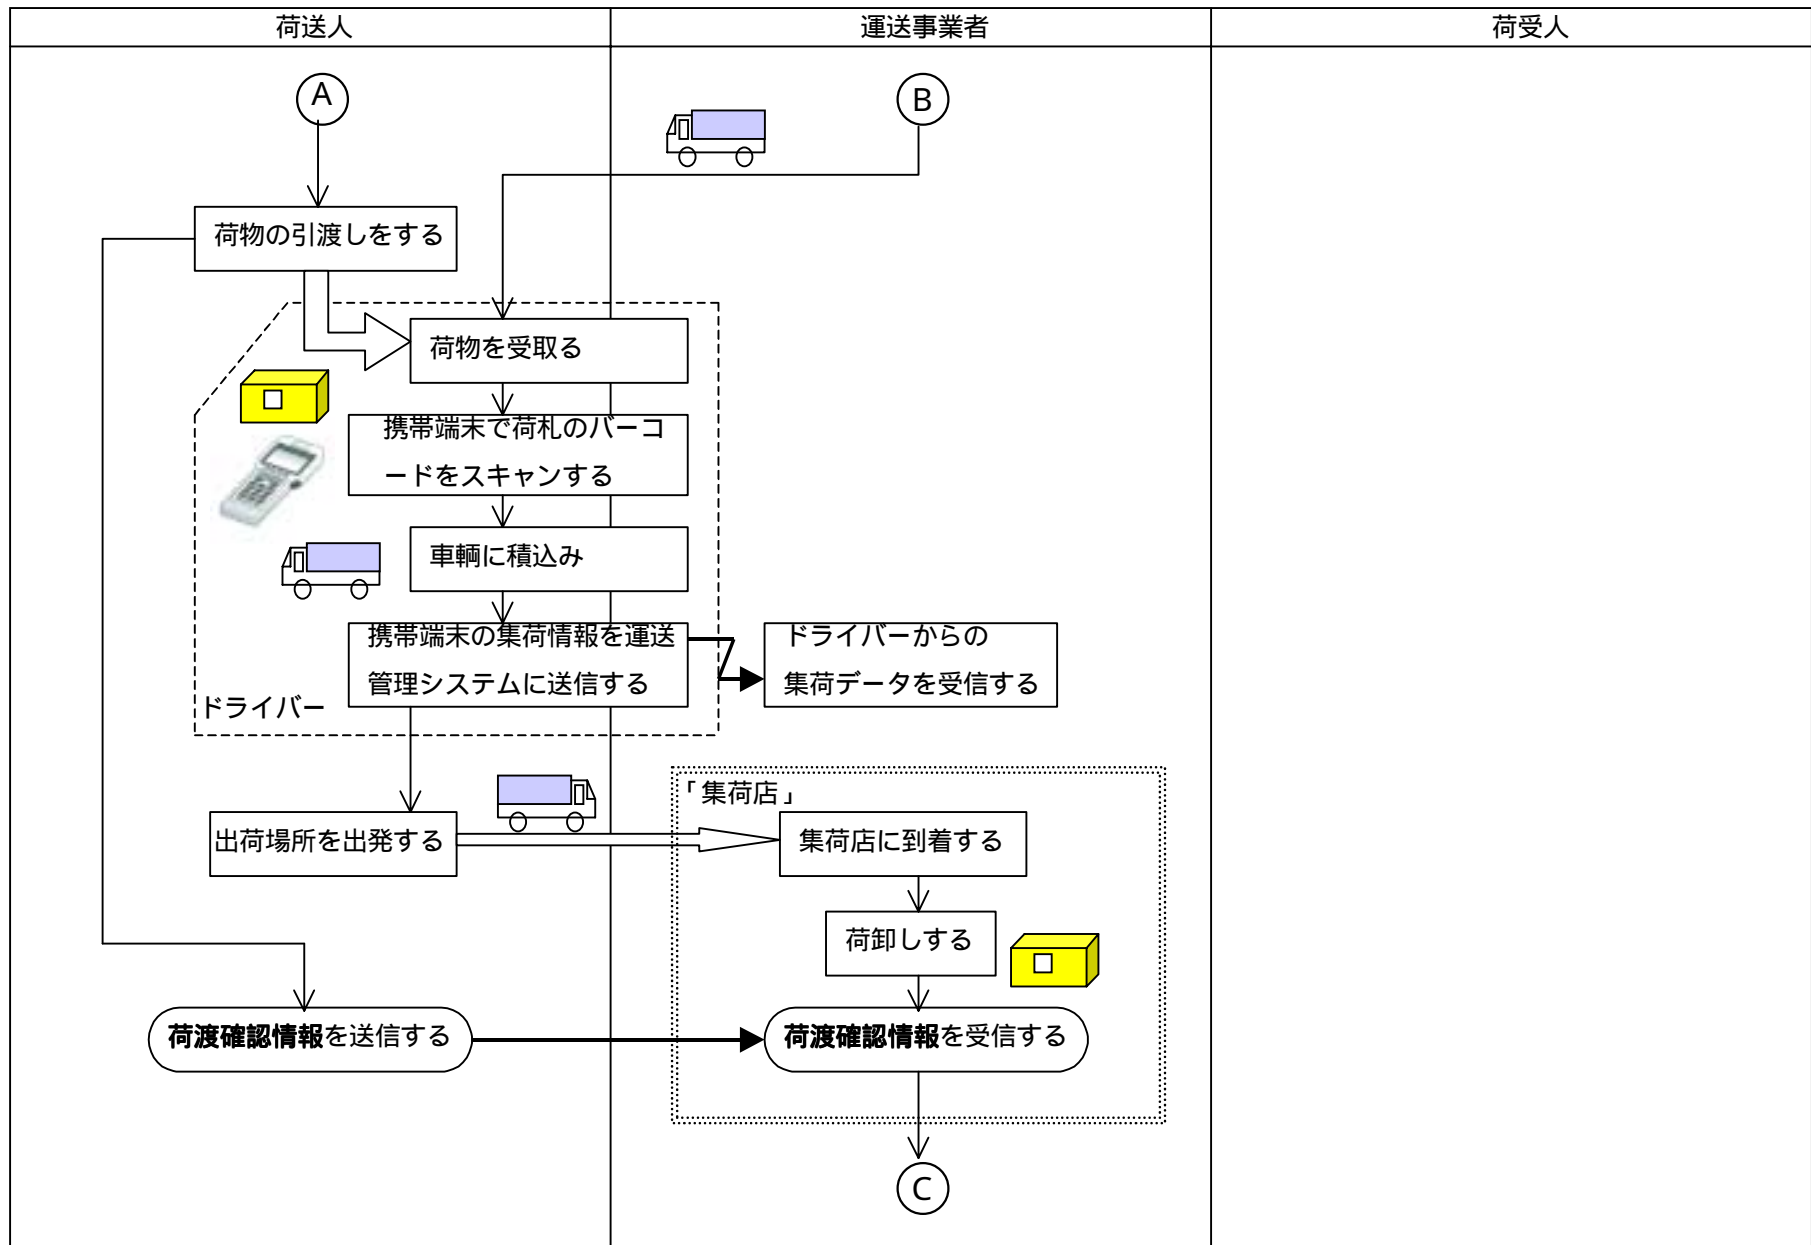 荷送人
運送事業者
荷受人
A
B
荷物の引渡しをする
荷物を受取る
携帯端末で荷札のバーコ
ードをスキャンする
車輌に積込み
携帯端末の集荷情報を運送
管理システムに送信する
ドライバーからの
集荷データを受信する
ドライバー
「集荷店」
出荷場所を出発する
集荷店に到着する
荷卸しする
荷渡確認情報を送信する
荷渡確認情報を受信する
C